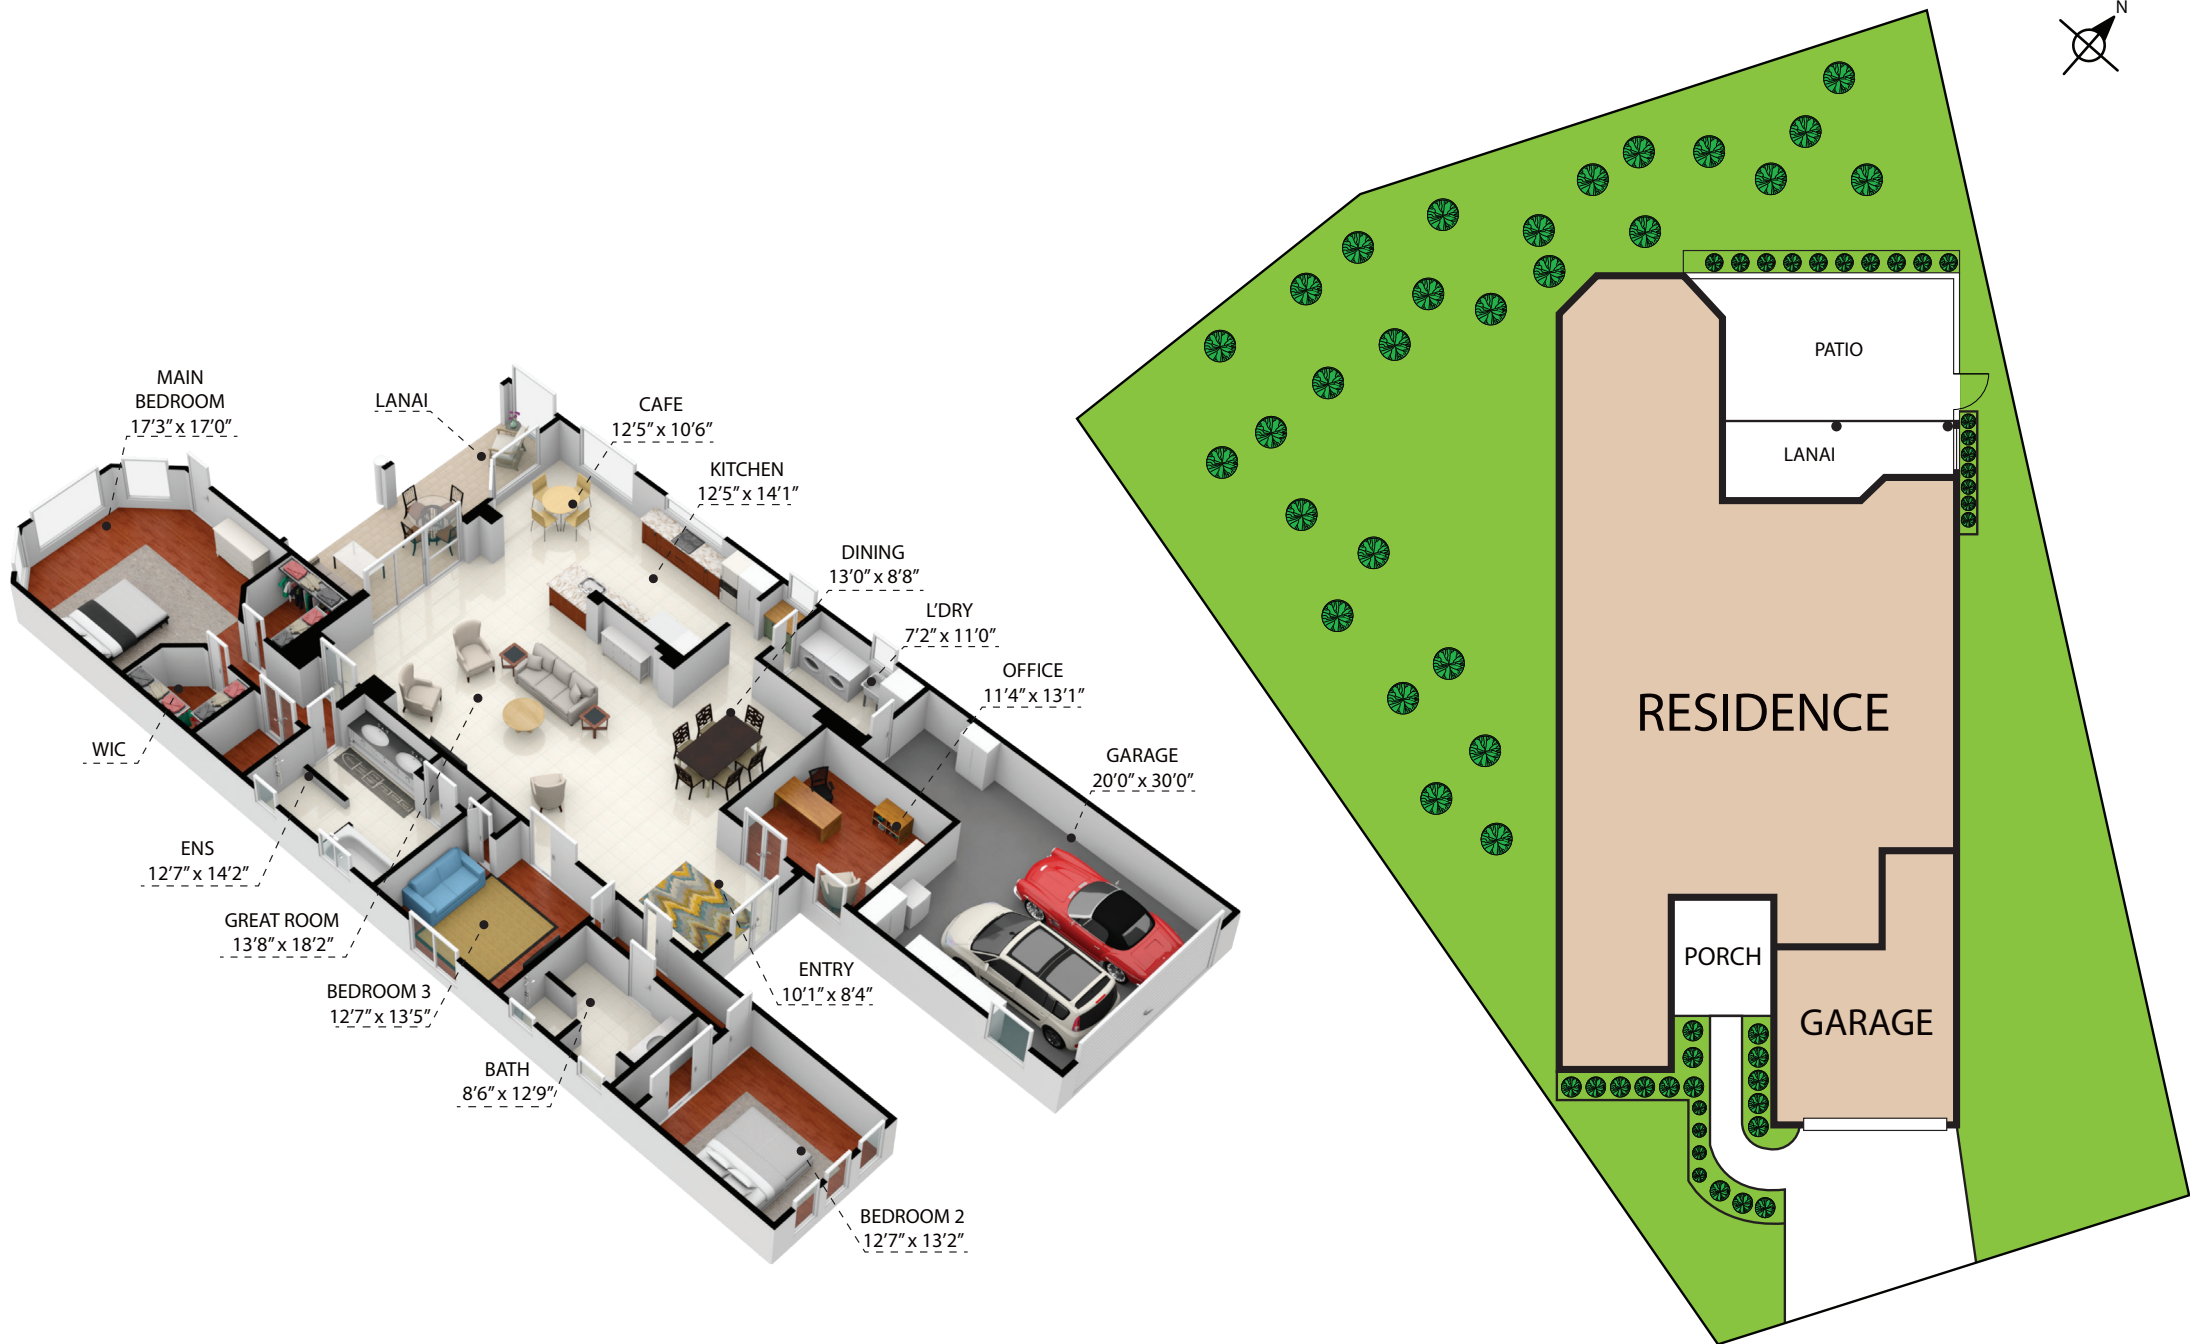 MAIN
BEDROOM
17’3” x 17’0”
LANAI
CAFE
12’5” x 10’6”
KITCHEN
12’5” x 14’1”
DINING
13’0” x 8’8”
L’DRY
7’2” x 11’0”
OFFICE
11’4” x 13’1”
GARAGE
20’0” x 30’0”
WIC
ENS
12’7” x 14’2”
GREAT ROOM
13’8” x 18’2”
BEDROOM 3
12’7” x 13’5”
BATH
8’6” x 12’9”
ENTRY
10’1” x 8’4”
BEDROOM 2
12’7” x 13’2”
N
PATIO
LANAI
RESIDENCE
PORCH
GARAGE